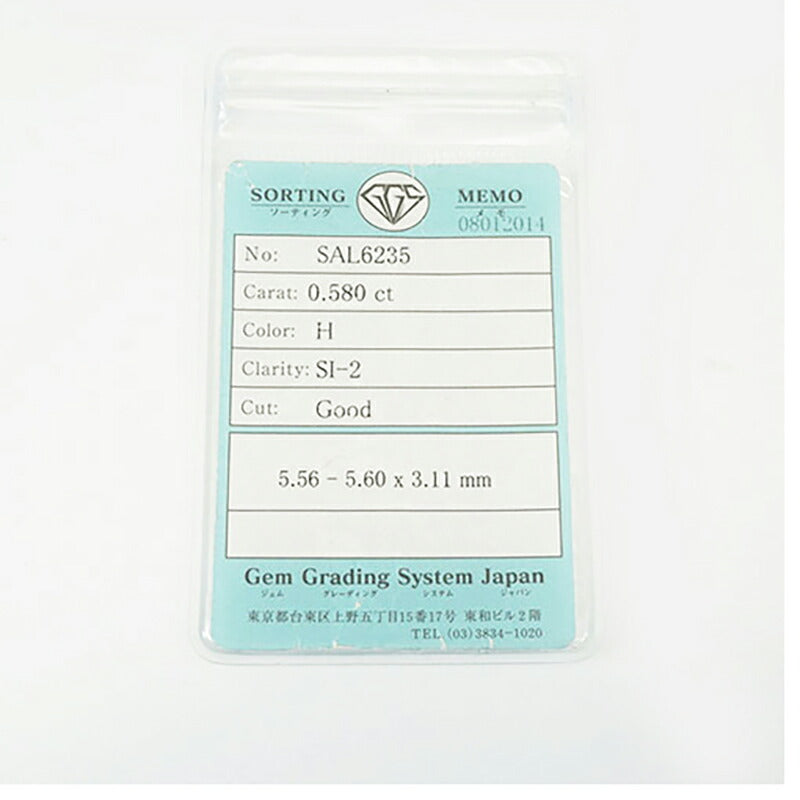 SORTING GGS MEMO
ソーティング メモ
08012014
No: SAL6235
Carat: 0.580 ct
Color: H
Clarity: SI-2
Cut: Good
5.56 - 5.60 x 3.11 mm
Gem Grading System Japan
ジェム グレーディング システム ジャパン
東京都台東区上野五丁目15番17号 東和ビル2階
TEL (03)3834-1020